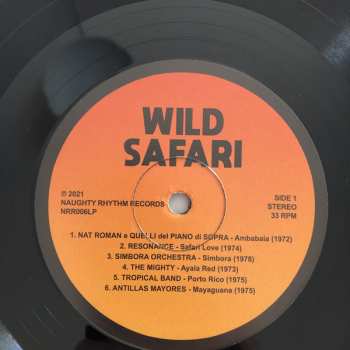 WILD
SAFARI
℗ 2021
NAUGHTY RHYTHM RECORDS
NRR006LP
SIDE 1
STEREO
33 RPM
1. NAT ROMAN e QUELLI del PIANO di SOPRA - Ambabaia (1972)
2. RESONANCE - Safari Love (1974)
3. SIMBORA ORCHESTRA - Simbora (1978)
4. THE MIGHTY - Ayala Red (1973)
5. TROPICAL BAND - Porto Rico (1975)
6. ANTILLAS MAYORES - Mayaguana (1975)